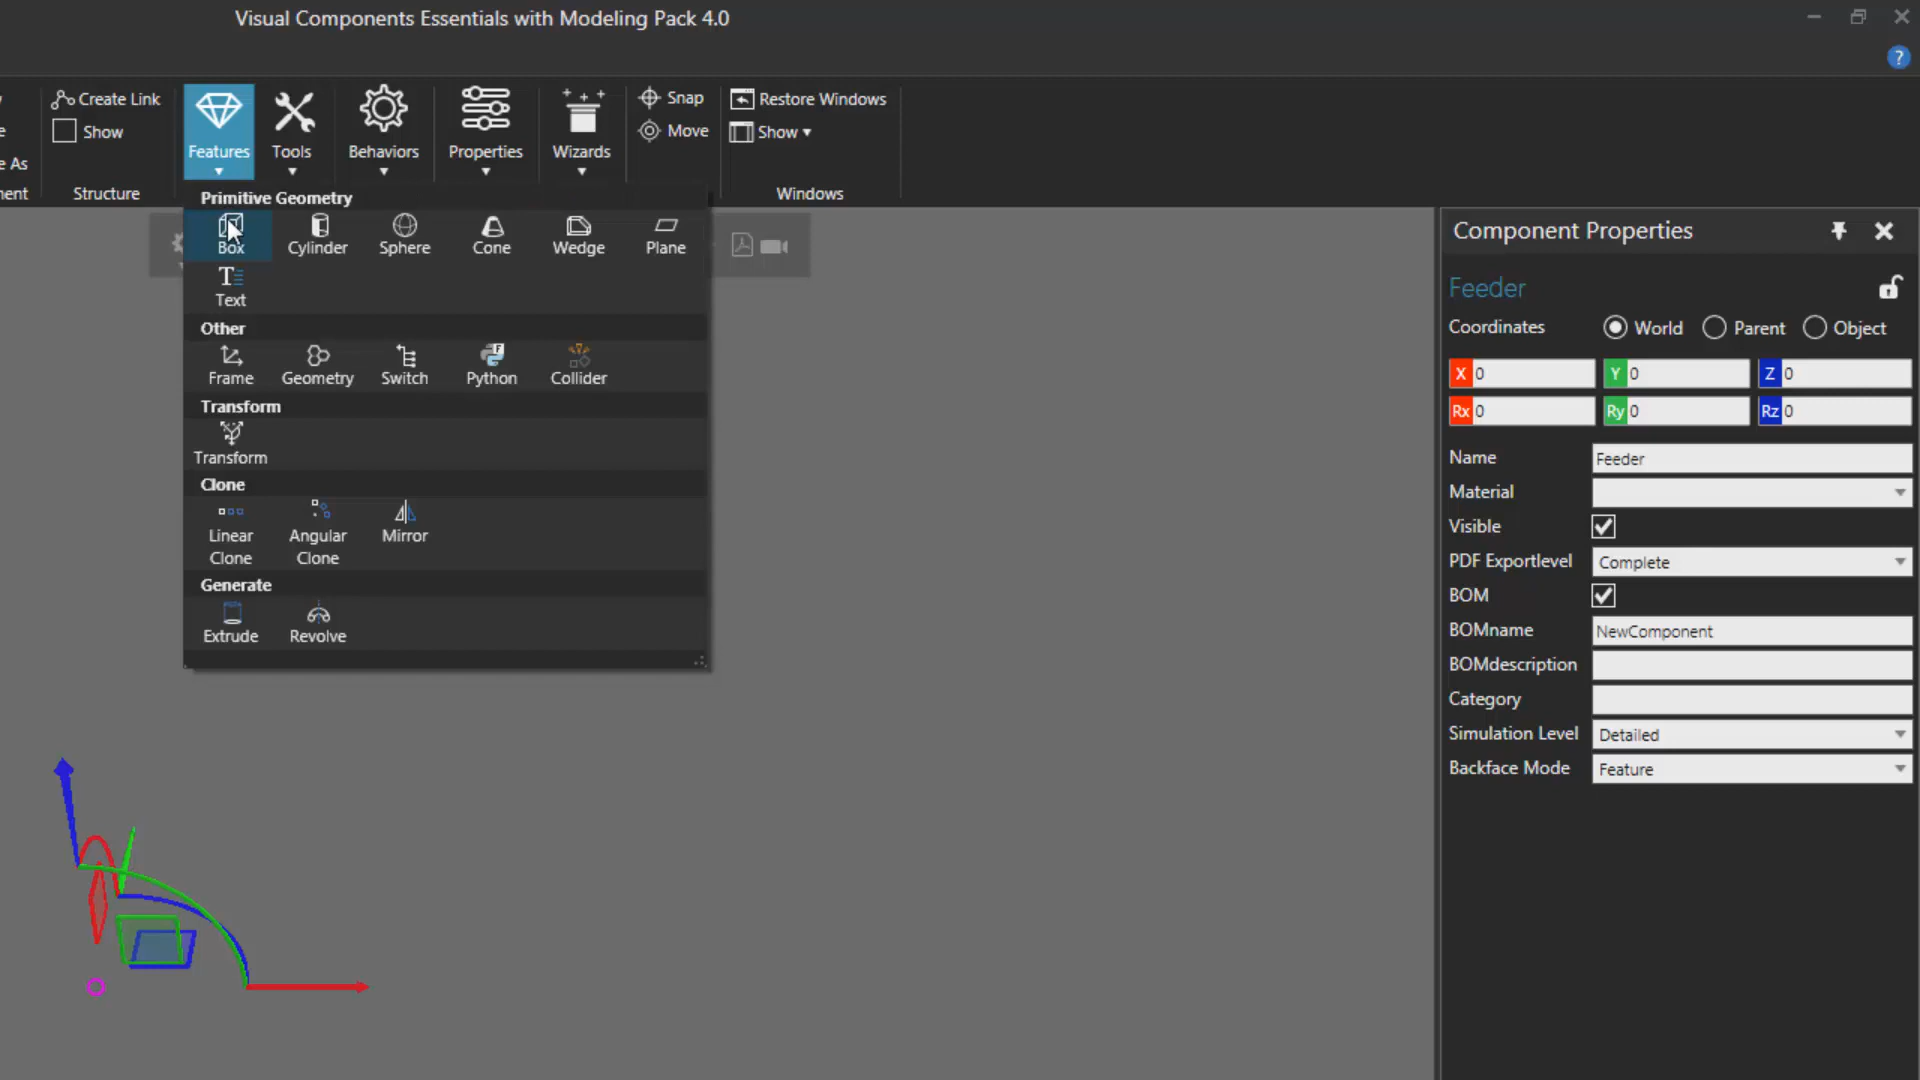 Visual Components Essentials with Modeling Pack 4.0
?
Create Link
Show
e
e As
nent
Structure
Features
Tools
Behaviors
Properties
Wizards
Snap
Move
Restore Windows
Show
Windows
Primitive Geometry
Box
Cylinder
Sphere
Cone
Wedge
Plane
Text
Other
Frame
Geometry
Switch
Python
Collider
Transform
Transform
Clone
Linear
Clone
Angular
Clone
Mirror
Generate
Extrude
Revolve
Component Properties
Feeder
Coordinates World Parent Object
X 0 Y 0 Z 0
Rx 0 Ry 0 Rz 0
Name Feeder
Material
Visible
PDF Exportlevel Complete
BOM
BOMname NewComponent
BOMdescription
Category
Simulation Level Detailed
Backface Mode Feature